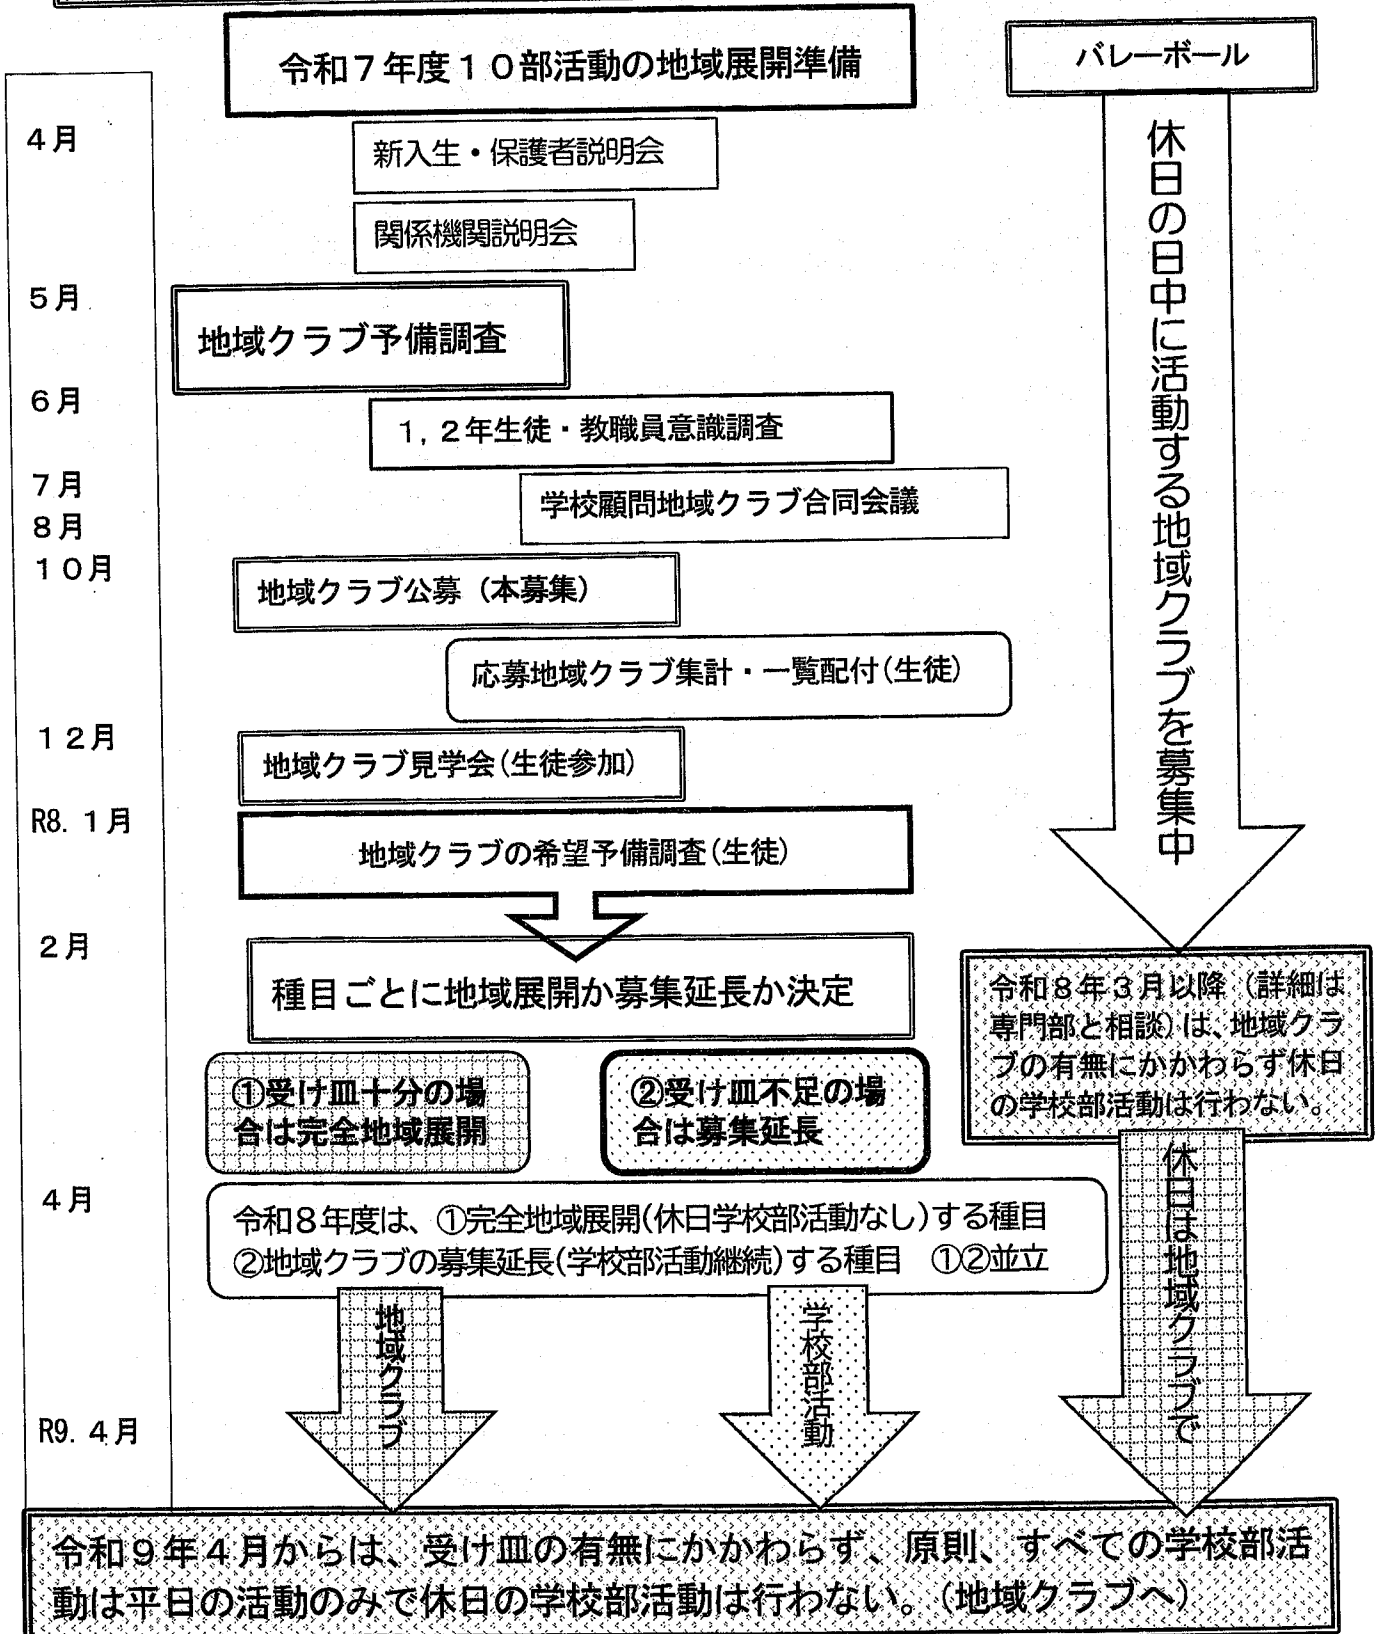 令和７年度１０部活動の地域展開準備
バレーボール
4月
新入生・保護者説明会
関係機関説明会
5月
地域クラブ予備調査
6月
1，2年生徒・教職員意識調査
7月
学校顧問地域クラブ合同会議
8月
10月
地域クラブ公募（本募集）
応募地域クラブ集計・一覧配付(生徒)
12月
地域クラブ見学会(生徒参加)
R8.1月
地域クラブの希望予備調査(生徒)
休日の日中に活動する地域クラブを募集中
2月
種目ごとに地域展開か募集延長か決定
①受け皿十分の場
合は完全地域展開
②受け皿不足の場
合は募集延長
令和８年３月以降（詳細は
専門部と相談）は、地域クラ
ブの有無にかかわらず休日
の学校部活動は行わない。
4月
令和８年度は、①完全地域展開(休日学校部活動なし)する種目
②地域クラブの募集延長(学校部活動継続)する種目　①②並立
地域クラブ
学校部活動
休日は地域クラブで
R9.4月
令和９年４月からは、受け皿の有無にかかわらず、原則、すべての学校部活
動は平日の活動のみで休日の学校部活動は行わない。（地域クラブへ）